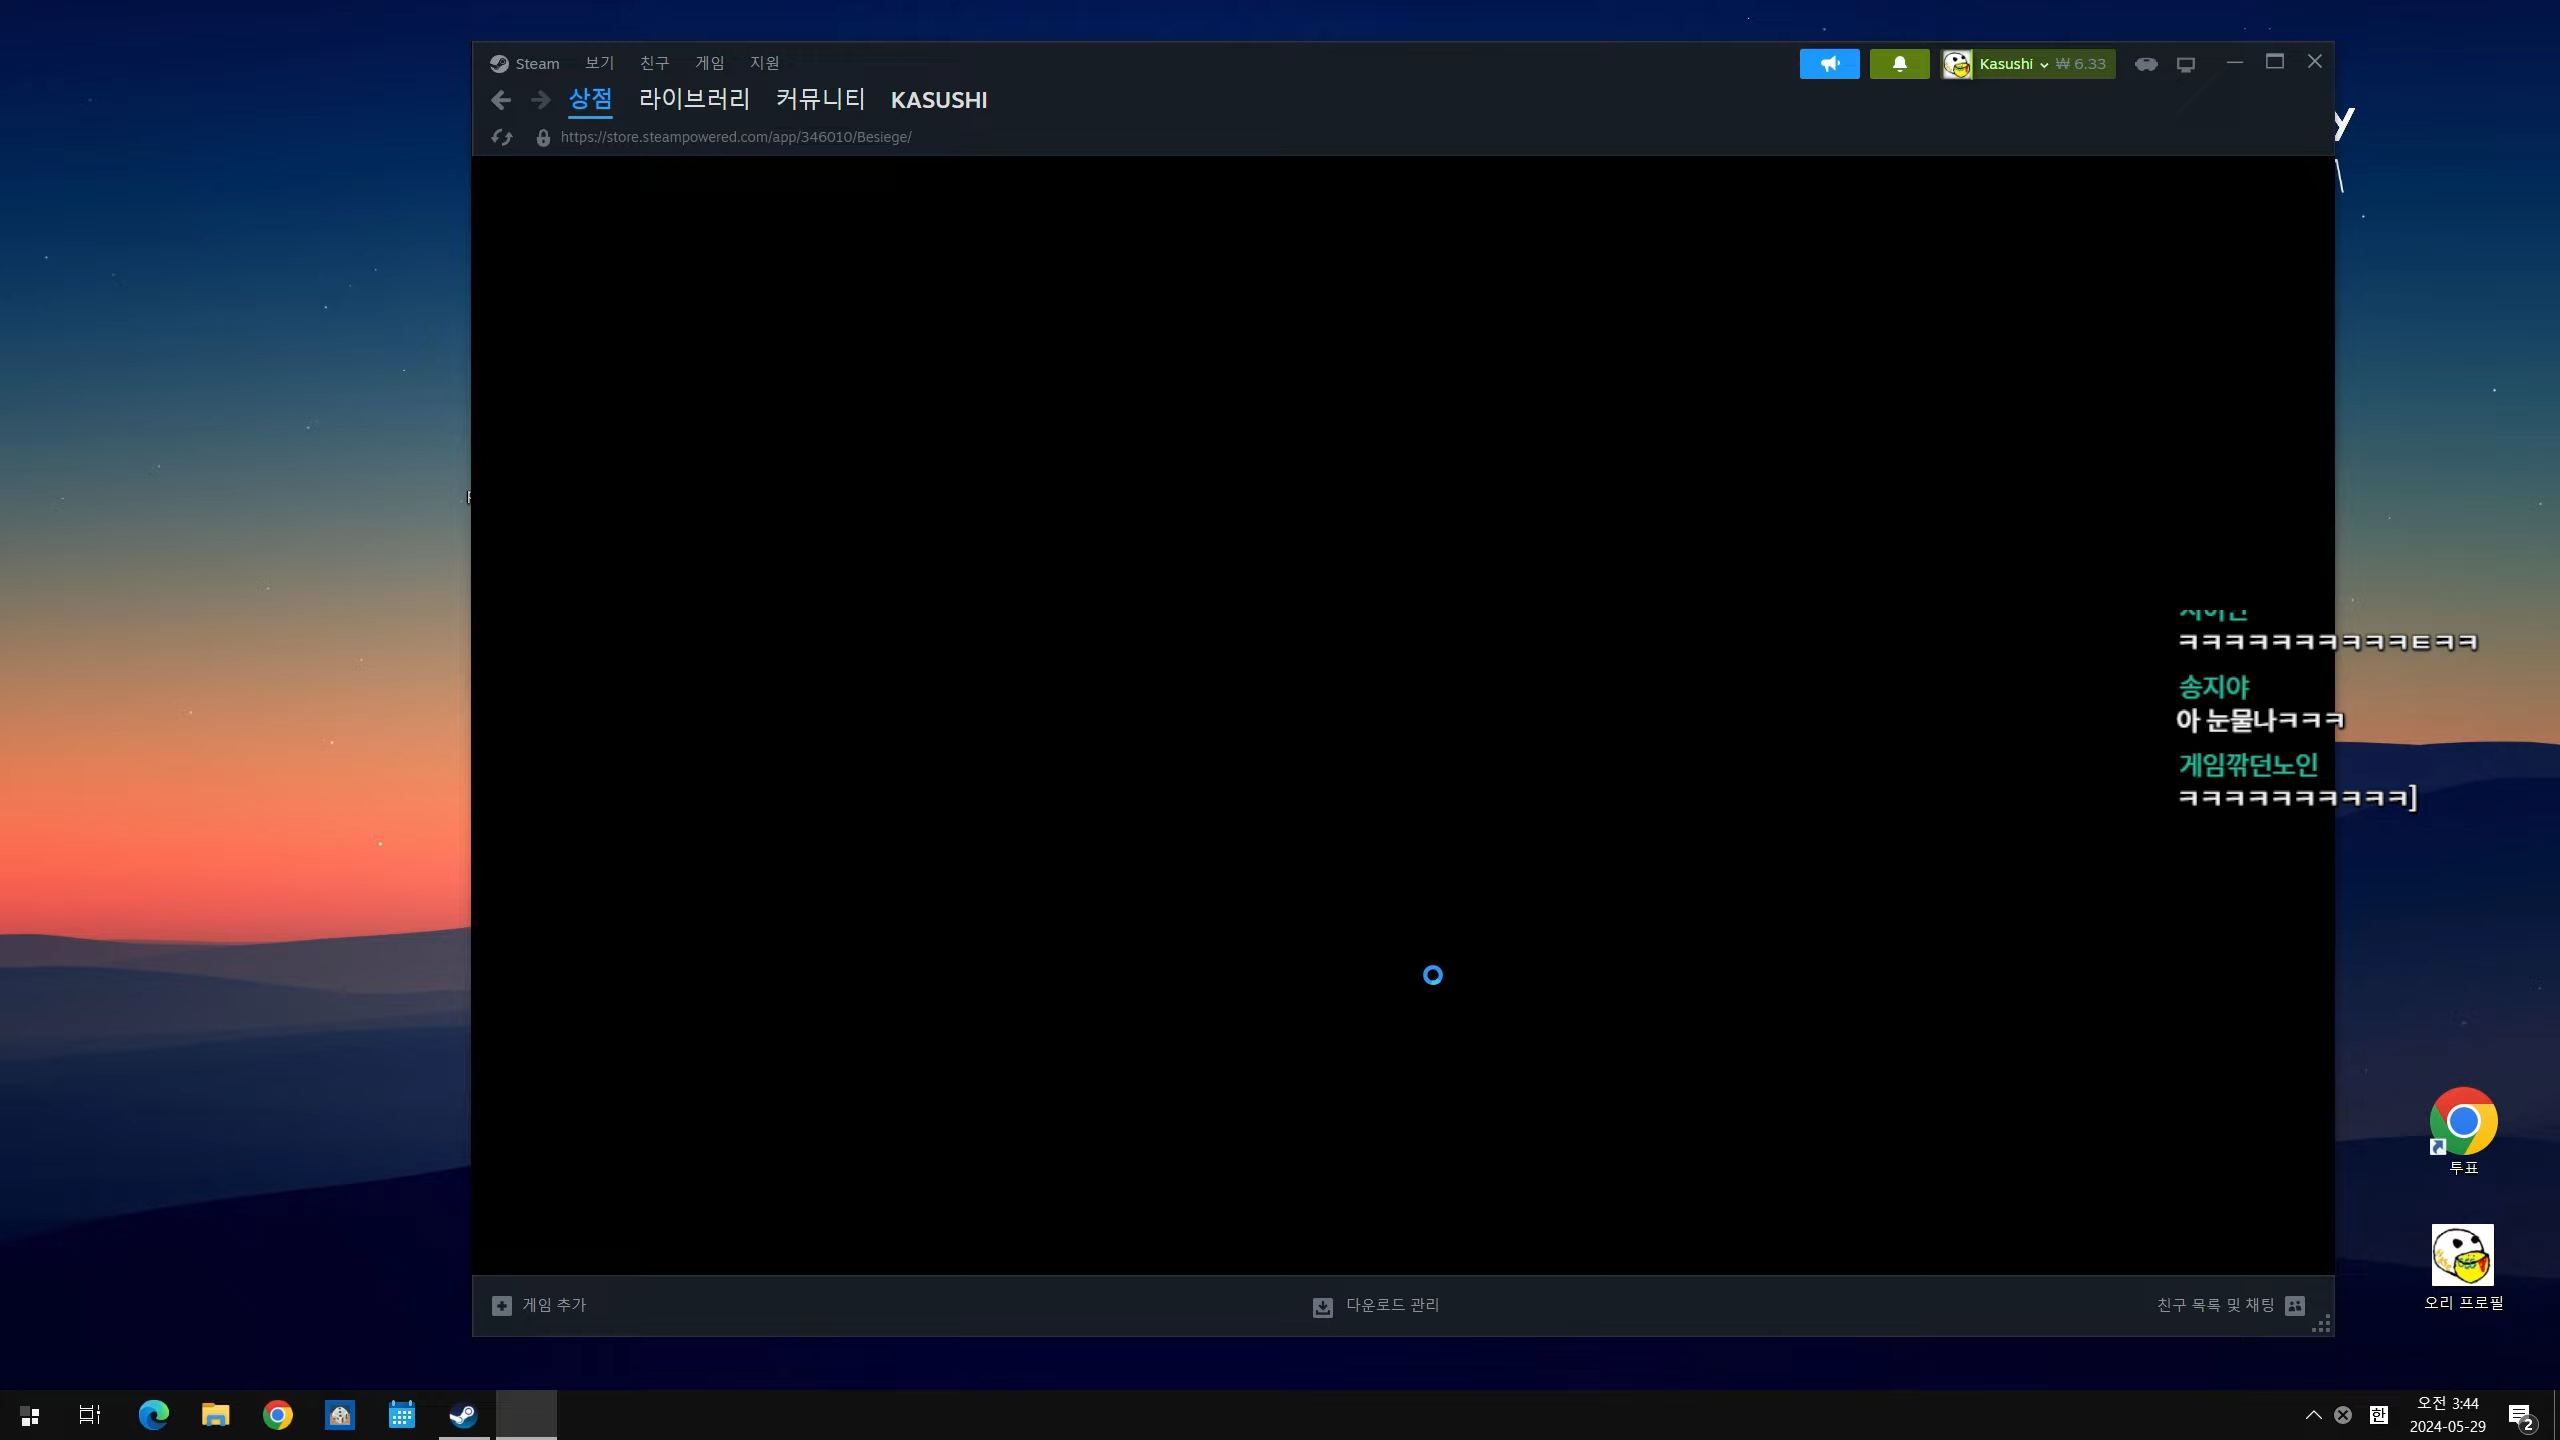 Steam 보기 친구 게임 지원
Kasushi ₩ 6.33
상점 라이브러리 커뮤니티 KASUSHI
https://store.steampowered.com/app/346010/Besiege/
y
ㅋㅋㅋㅋㅋㅋㅋㅋㅋㅋㅌㅋㅋ
송지야
아 눈물나ㅋㅋㅋ
게임깎던노인
ㅋㅋㅋㅋㅋㅋㅋㅋㅋㅋ]
투표
오리 프로필
게임 추가
다운로드 관리
친구 목록 및 채팅
한
오전 3:44
2024-05-29
2